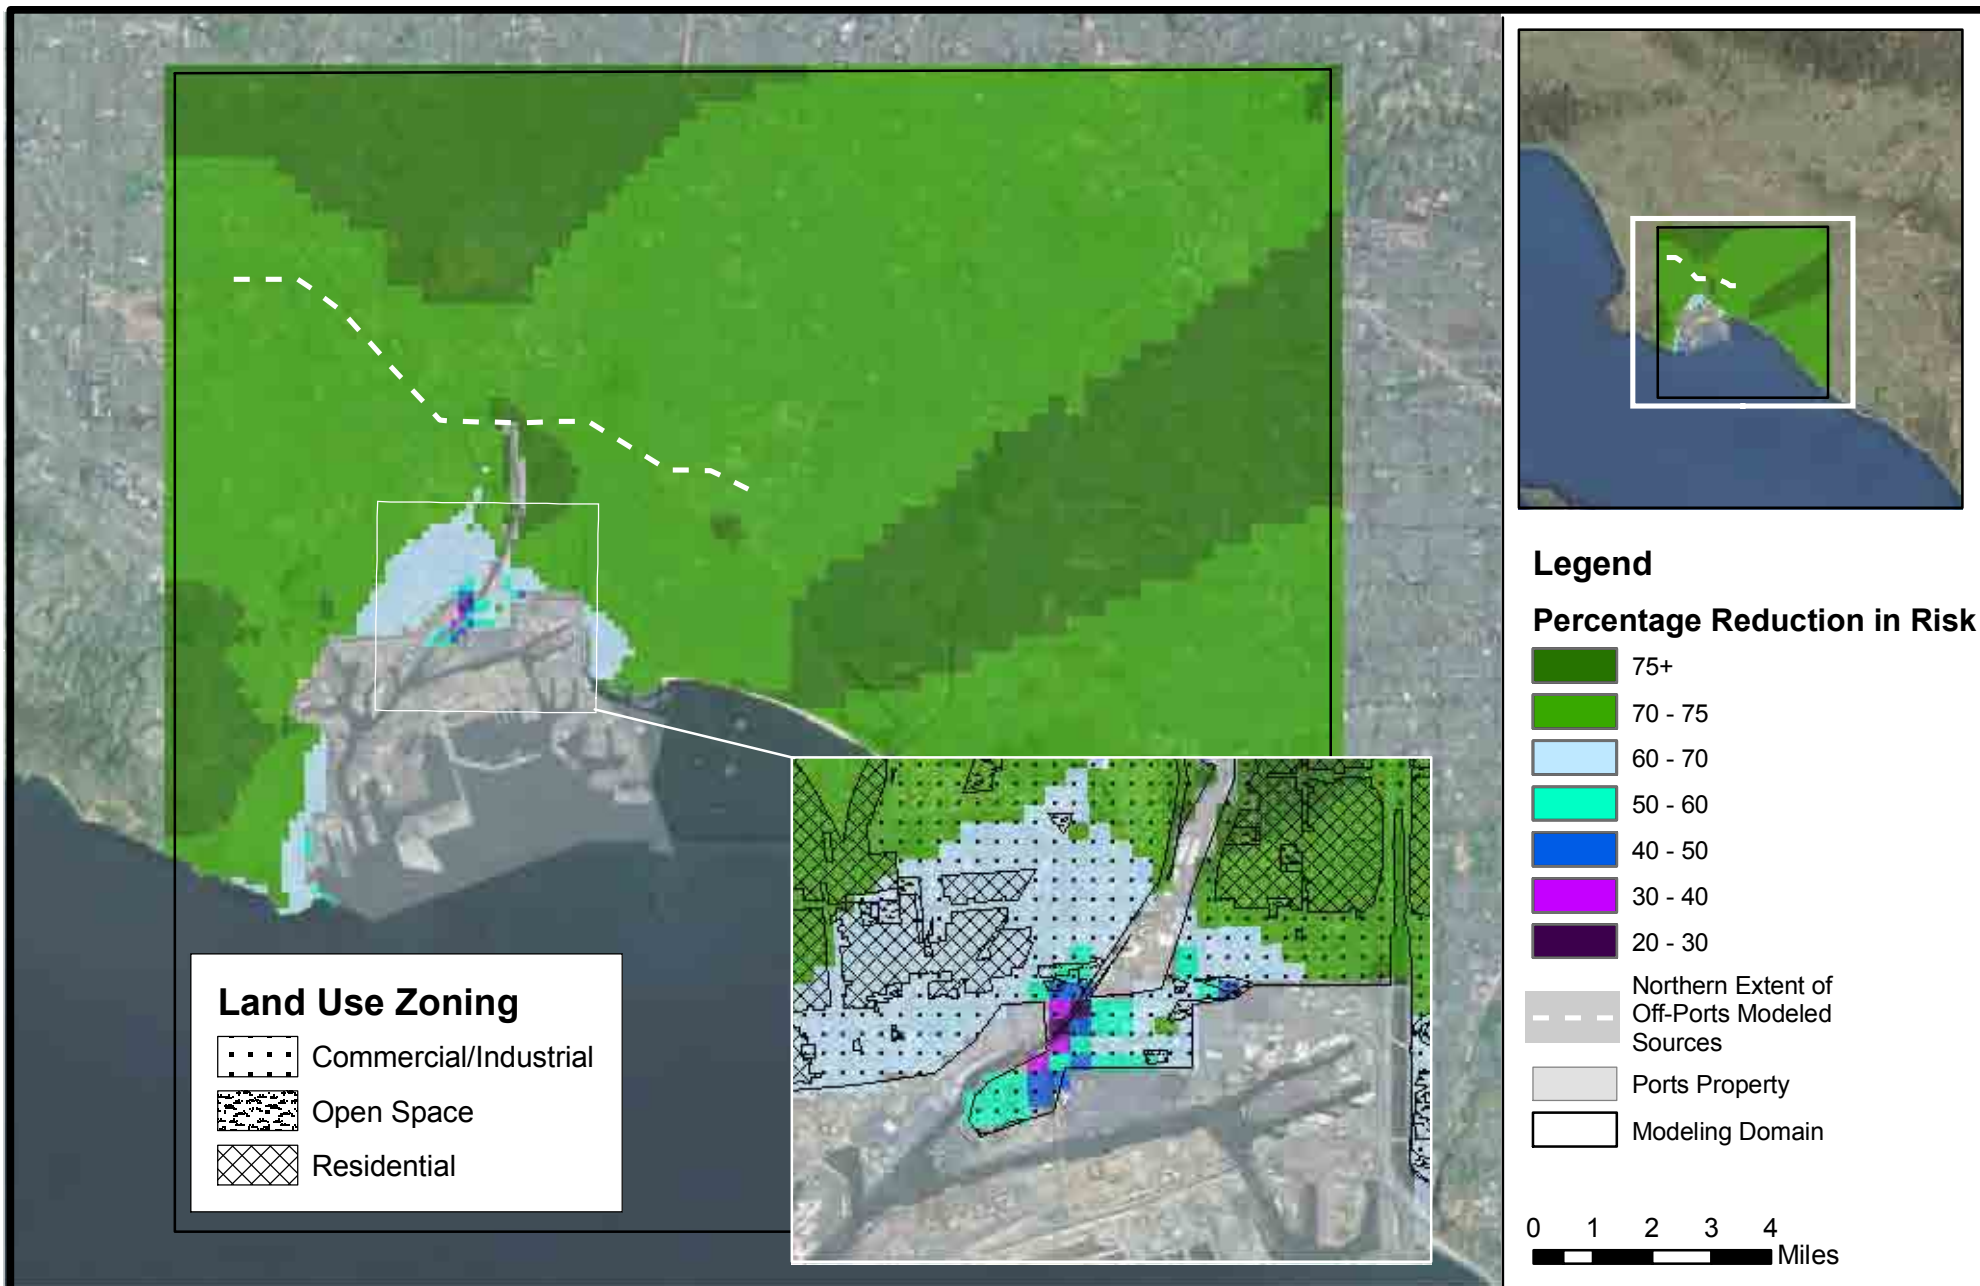 Land Use Zoning
Commercial/Industrial
Open Space
Residential
Legend
Percentage Reduction in Risk
75+
70 - 75
60 - 70
50 - 60
40 - 50
30 - 40
20 - 30
Northern Extent of
Off-Ports Modeled
Sources
Ports Property
Modeling Domain
0 1 2 3 4
Miles